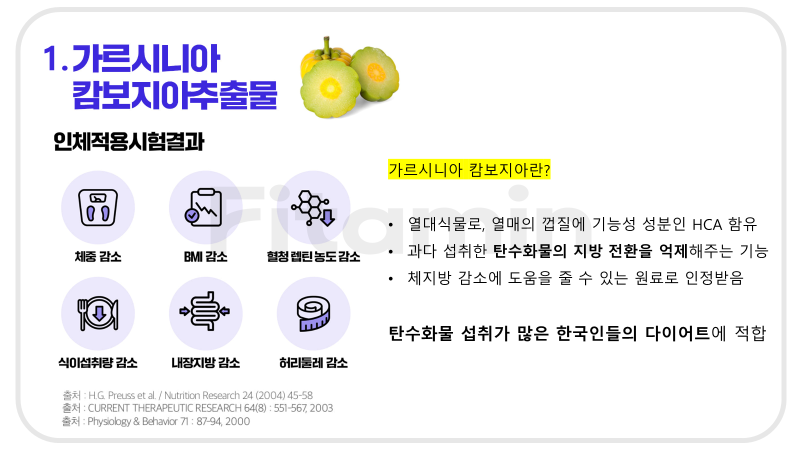 1.가르시니아
캄보지아추출물
인체적용시험결과
체중 감소
BMI 감소
혈청 렙틴 농도 감소
식이섭취량 감소
내장지방 감소
허리둘레 감소
출처 : H.G. Preuss et al. / Nutrition Research 24 (2004) 45-58
출처 : CURRENT THERAPEUTIC RESEARCH 64(8) : 551-567, 2003
출처 : Physiology & Behavior 71 : 87-94, 2000
Fitamin
가르시니아 캄보지아란?
• 열대식물로, 열매의 껍질에 기능성 성분인 HCA 함유
• 과다 섭취한 탄수화물의 지방 전환을 억제해주는 기능
• 체지방 감소에 도움을 줄 수 있는 원료로 인정받음
탄수화물 섭취가 많은 한국인들의 다이어트에 적합